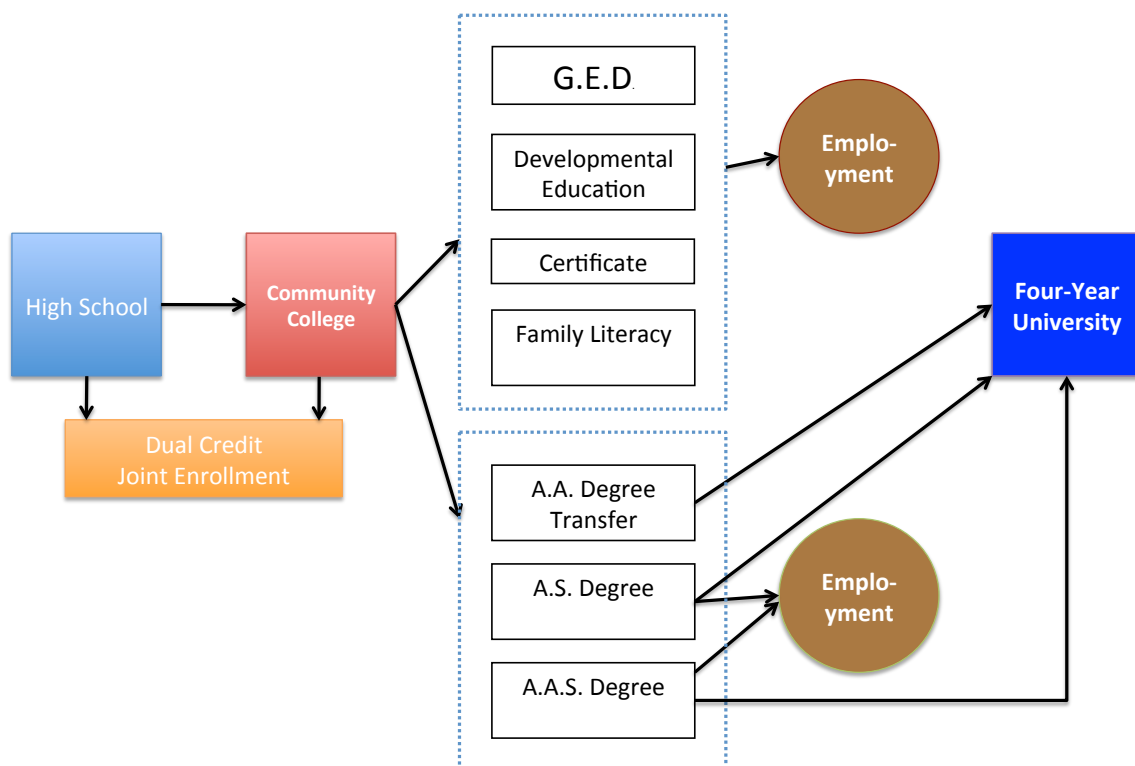 G.E.D.
Developmental
Education
Certificate
Family Literacy
Emplo-
yment
High School
Community
College
Four-Year
University
Dual Credit
Joint Enrollment
A.A. Degree
Transfer
A.S. Degree
A.A.S. Degree
Emplo-
yment